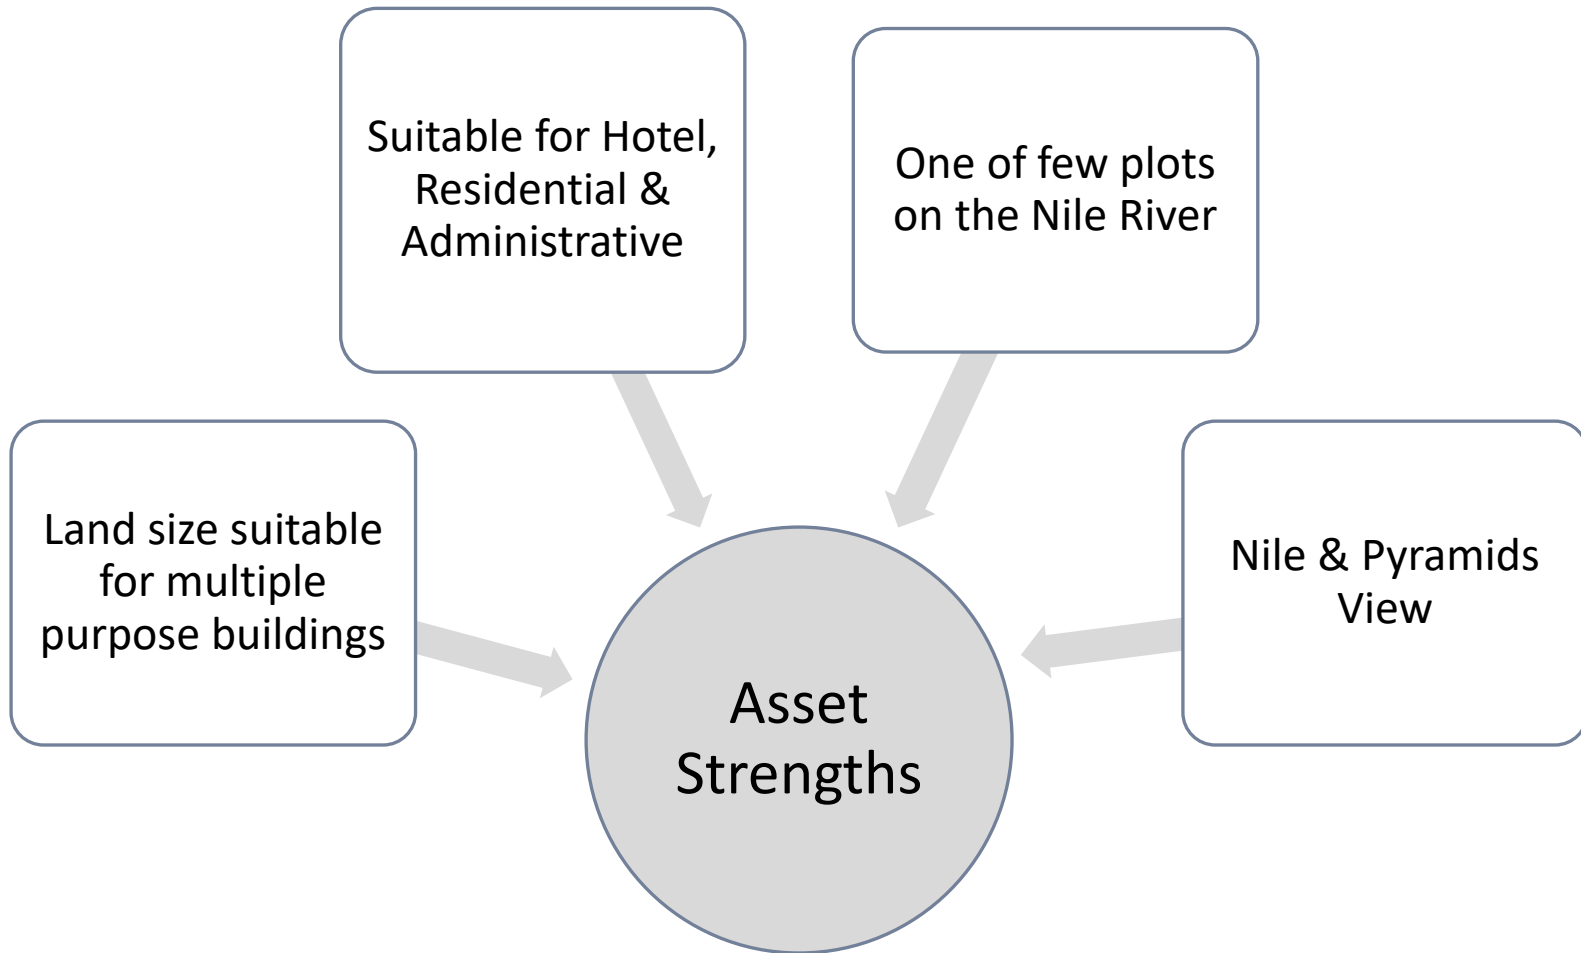 Suitable for Hotel,
Residential &
Administrative
One of few plots
on the Nile River
Land size suitable
for multiple
purpose buildings
Nile & Pyramids
View
Asset
Strengths